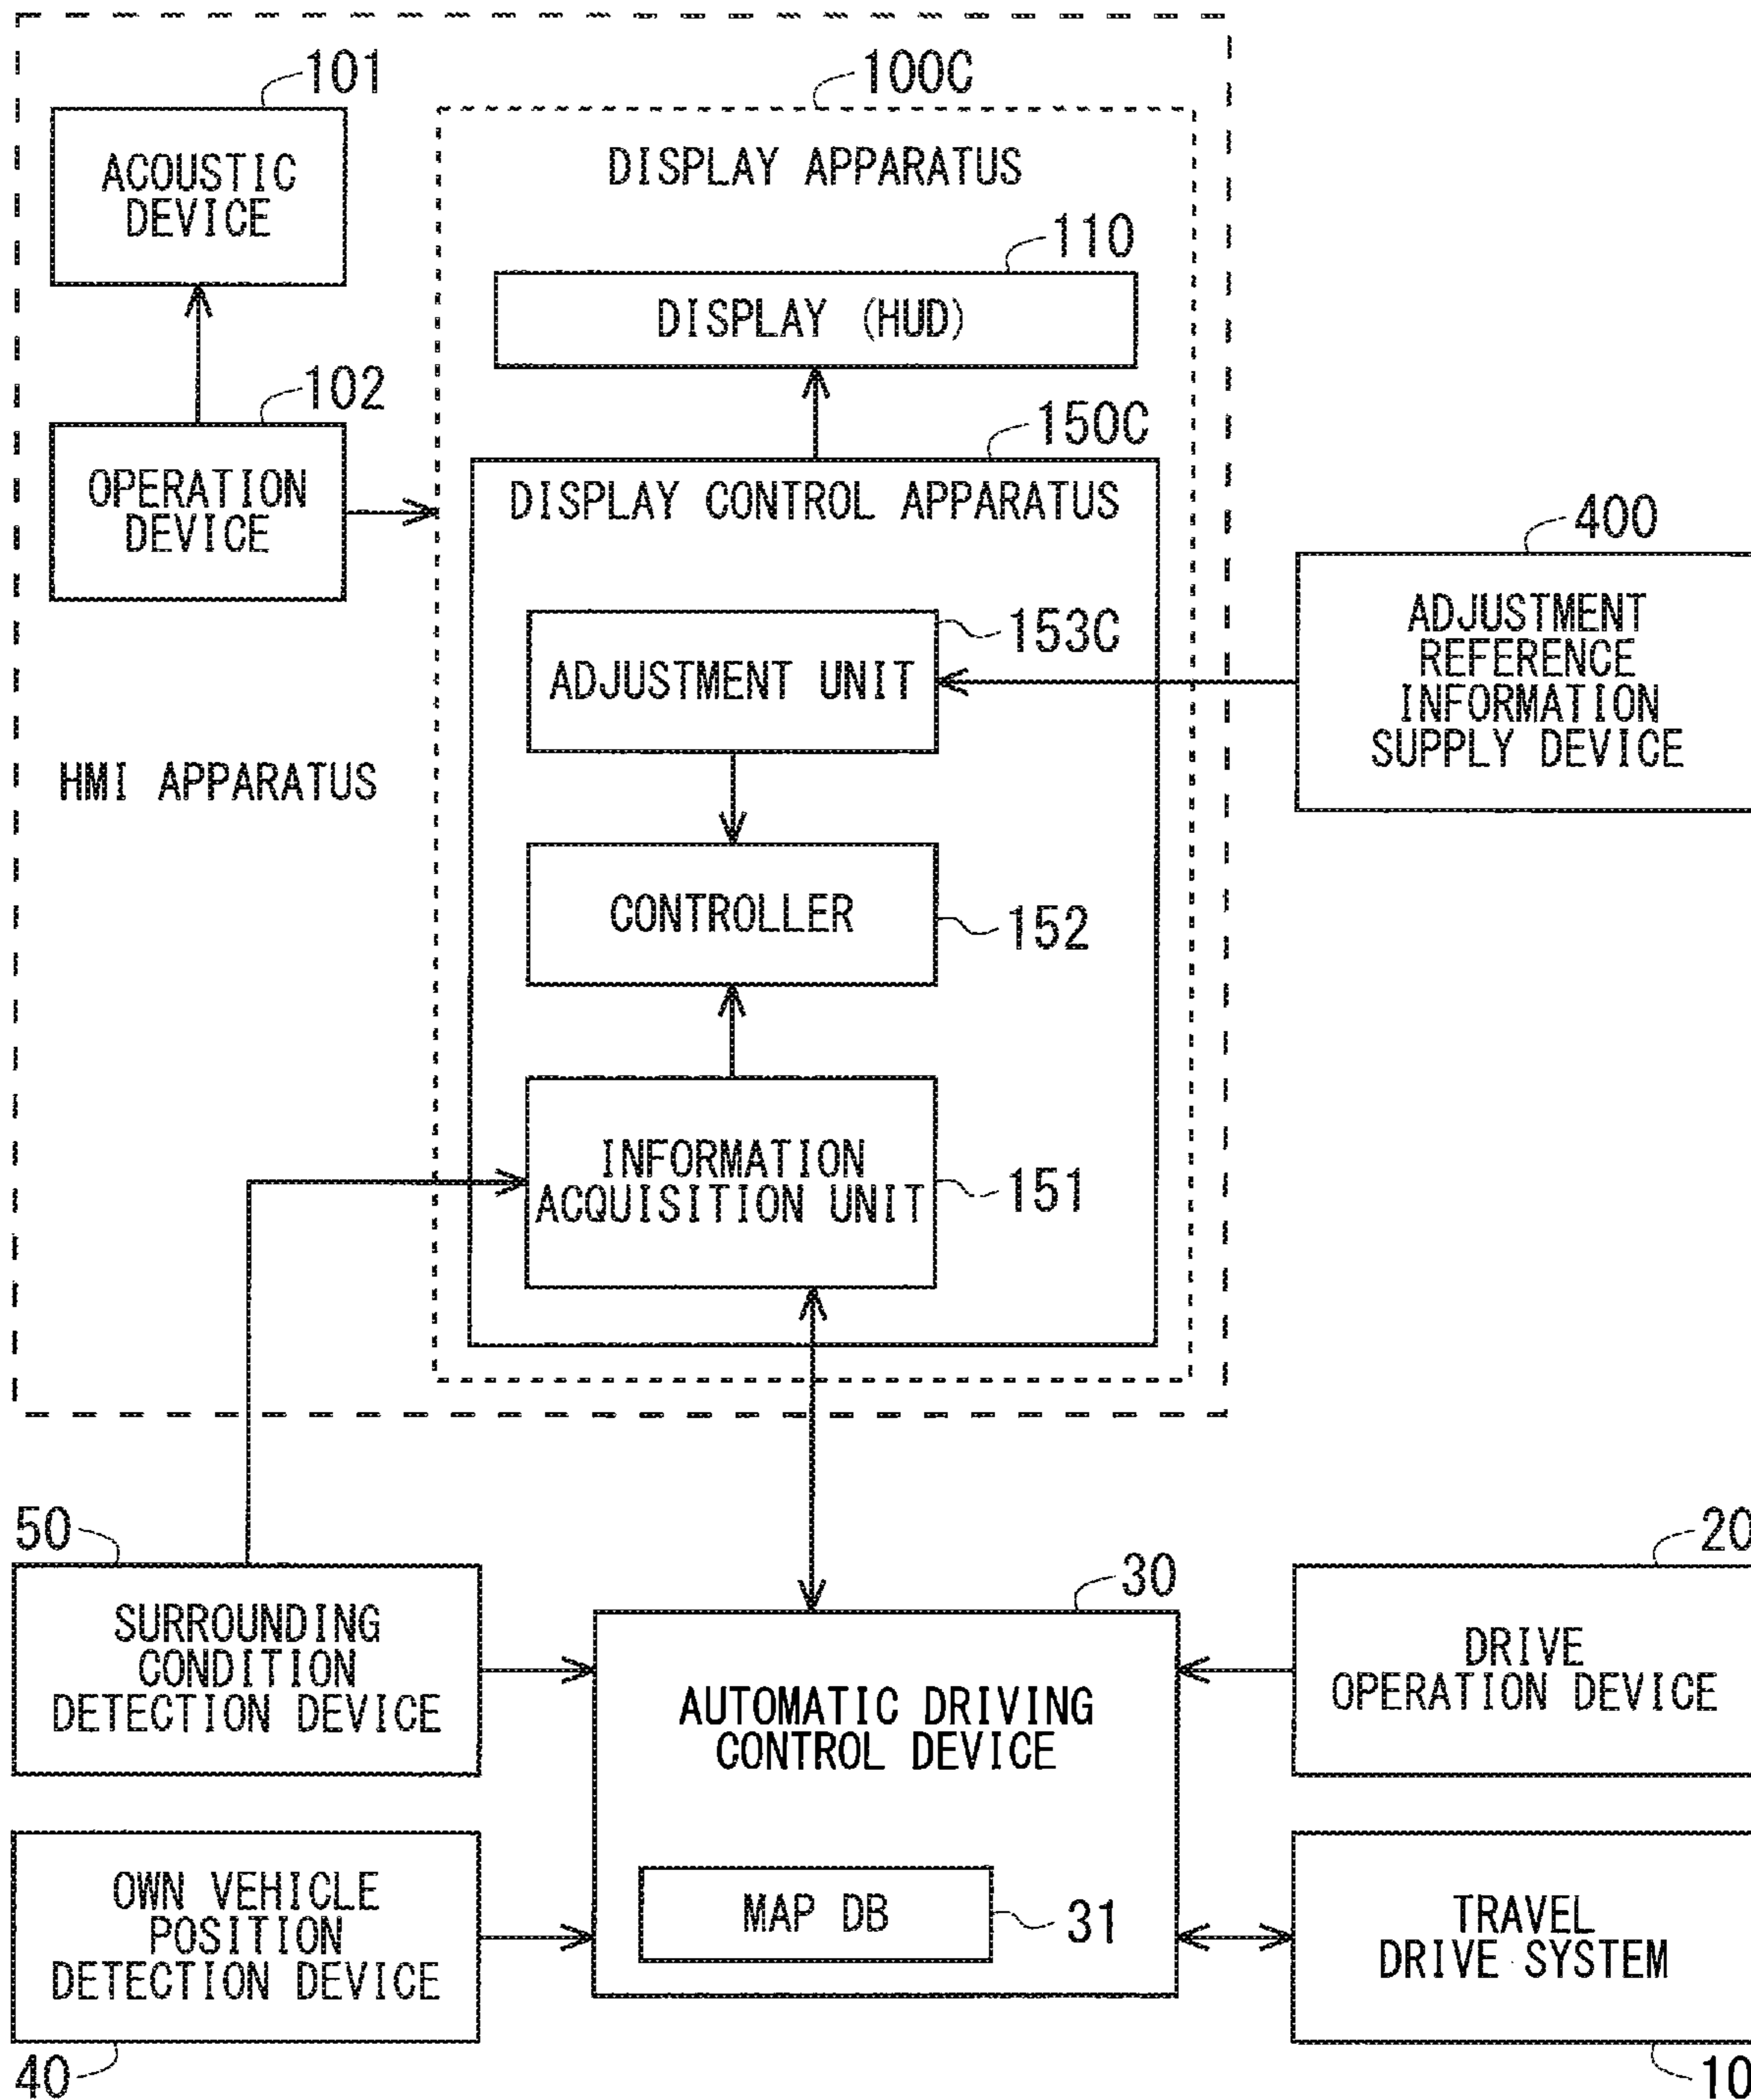 101
100C
ACOUSTIC
DEVICE
DISPLAY APPARATUS
110
DISPLAY (HUD)
102
150C
OPERATION
DEVICE
DISPLAY CONTROL APPARATUS
400
ADJUSTMENT
REFERENCE
INFORMATION
SUPPLY DEVICE
153C
ADJUSTMENT UNIT
HMI APPARATUS
CONTROLLER
152
INFORMATION
ACQUISITION UNIT
151
50
20
30
SURROUNDING
CONDITION
DETECTION DEVICE
DRIVE
OPERATION DEVICE
AUTOMATIC DRIVING
CONTROL DEVICE
OWN VEHICLE
POSITION
DETECTION DEVICE
MAP DB
31
TRAVEL
DRIVE SYSTEM
40
10